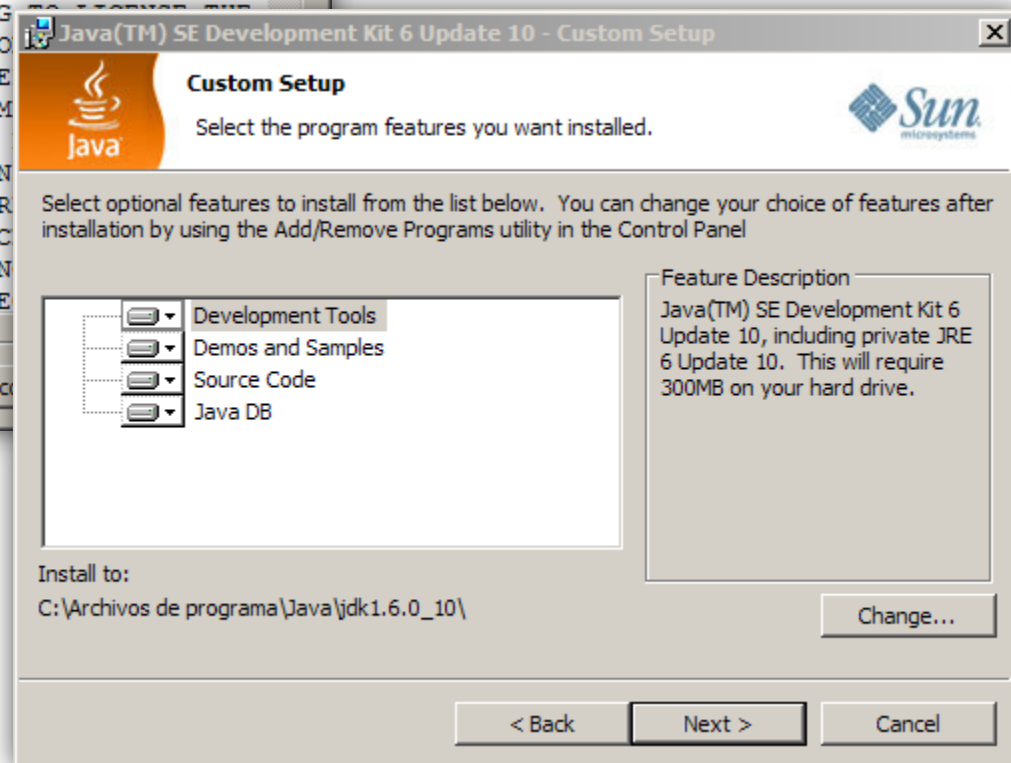 G TO LICENSE THE
Java(TM) SE Development Kit 6 Update 10 - Custom Setup
Java
Custom Setup
Select the program features you want installed.
Sun
microsystems
Select optional features to install from the list below.  You can change your choice of features after
installation by using the Add/Remove Programs utility in the Control Panel
Development Tools
Demos and Samples
Source Code
Java DB
Feature Description
Java(TM) SE Development Kit 6
Update 10, including private JRE
6 Update 10.  This will require
300MB on your hard drive.
Install to:
C:\Archivos de programa\Java\jdk1.6.0_10\
Change...
< Back
Next >
Cancel